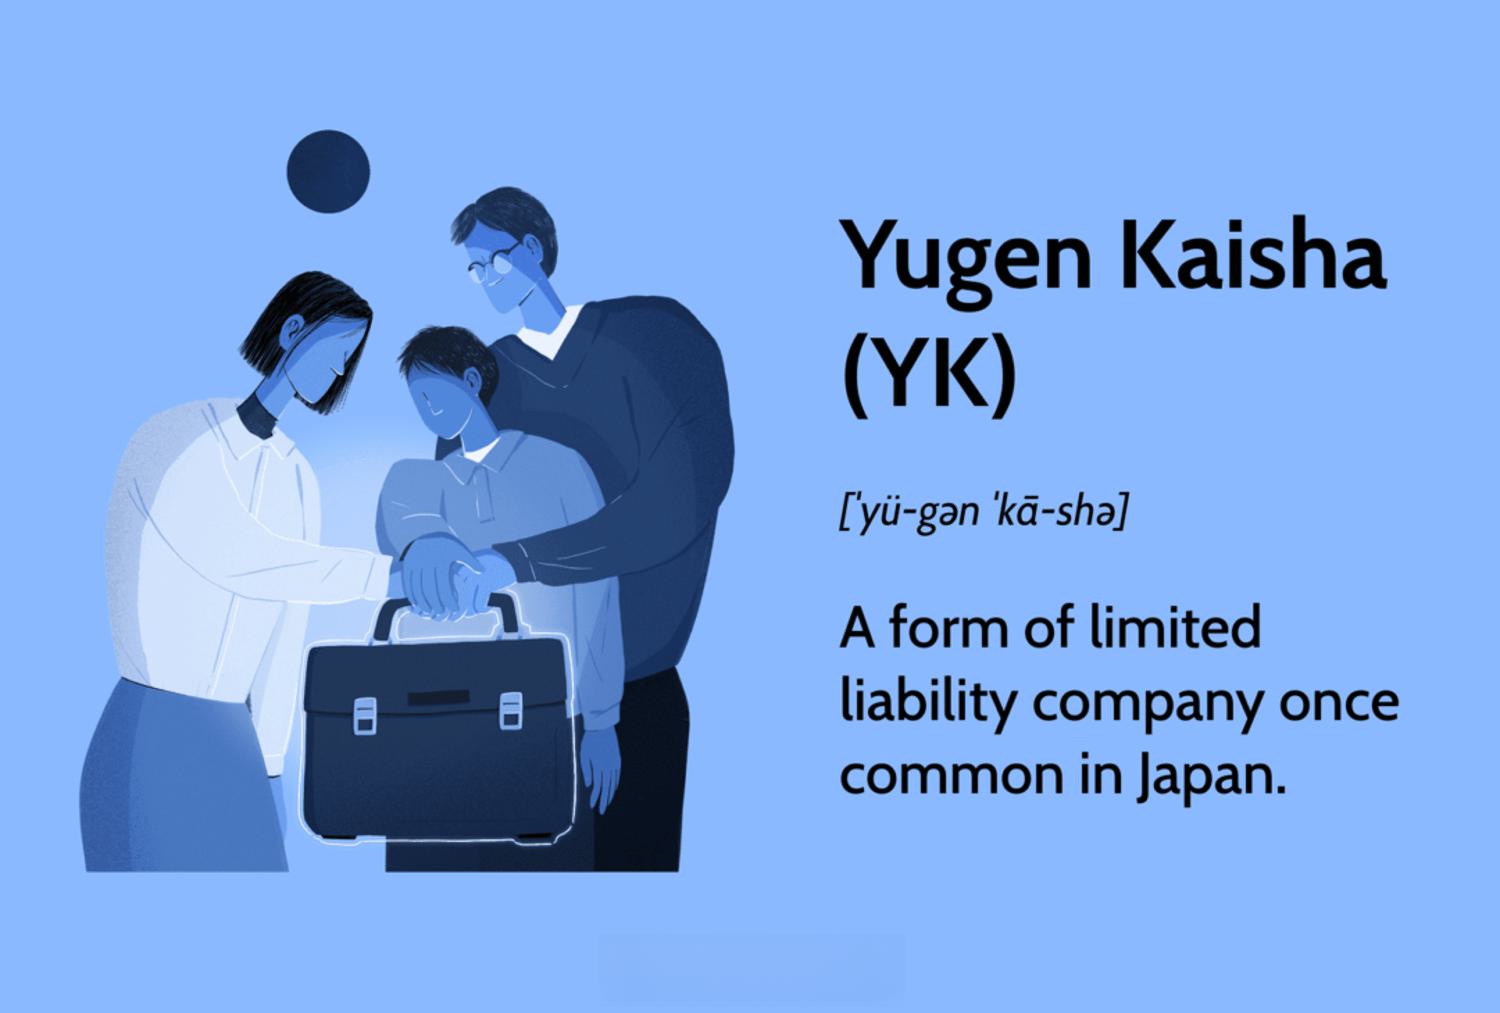 Yugen Kaisha
(YK)
[ˈyü-gən ˈkā-shə]
A form of limited
liability company once
common in Japan.